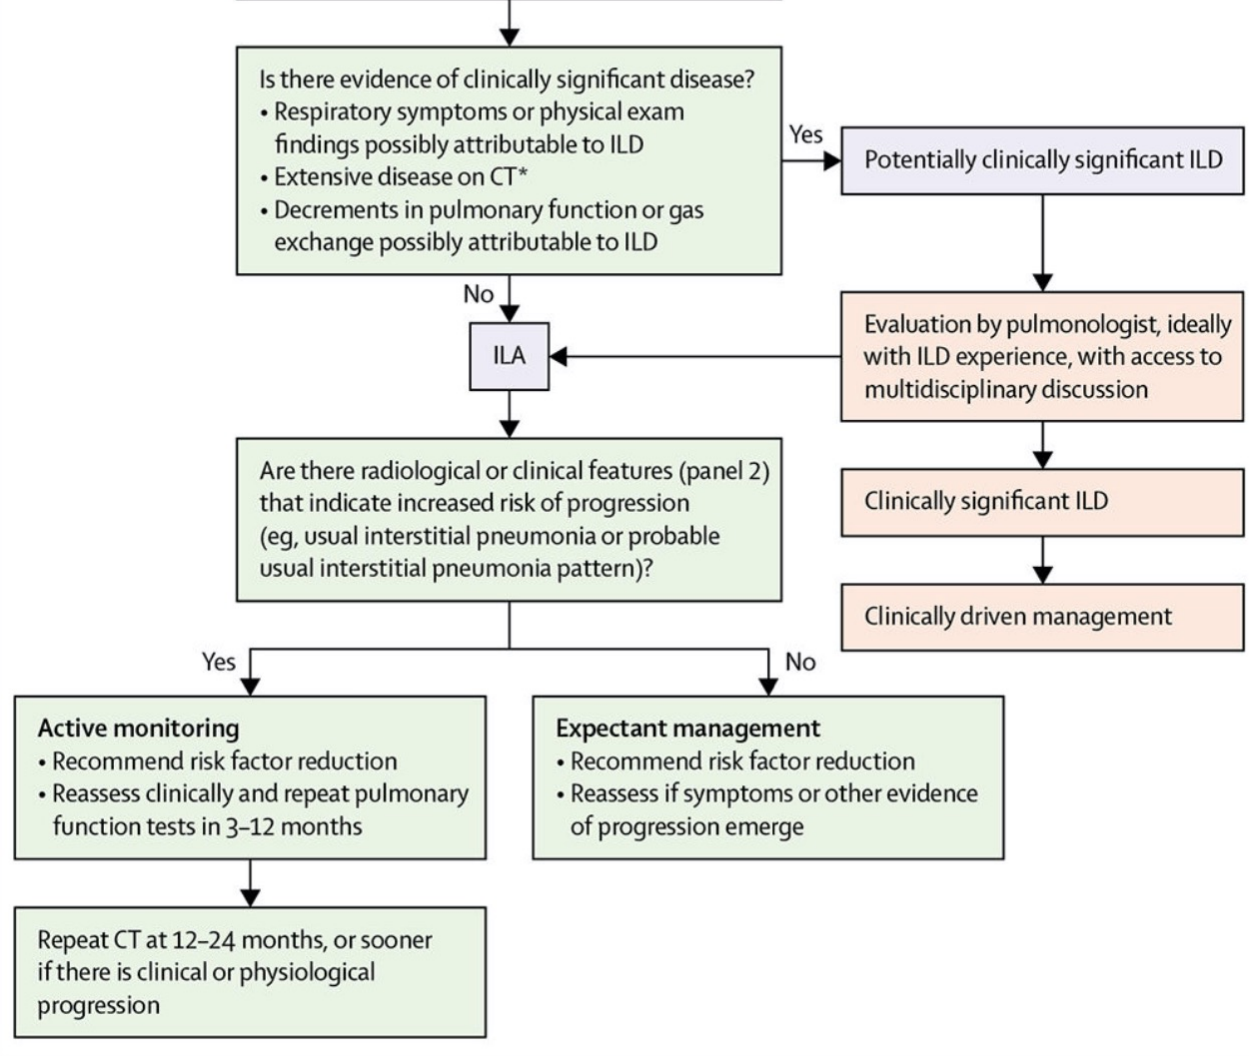 Is there evidence of clinically significant disease?
• Respiratory symptoms or physical exam
findings possibly attributable to ILD
• Extensive disease on CT*
• Decrements in pulmonary function or gas
exchange possibly attributable to ILD
Yes
Potentially clinically significant ILD
No
ILA
Evaluation by pulmonologist, ideally
with ILD experience, with access to
multidisciplinary discussion
Are there radiological or clinical features (panel 2)
that indicate increased risk of progression
(eg, usual interstitial pneumonia or probable
usual interstitial pneumonia pattern)?
Clinically significant ILD
Clinically driven management
Yes
No
Active monitoring
• Recommend risk factor reduction
• Reassess clinically and repeat pulmonary
function tests in 3–12 months
Expectant management
• Recommend risk factor reduction
• Reassess if symptoms or other evidence
of progression emerge
Repeat CT at 12–24 months, or sooner
if there is clinical or physiological
progression